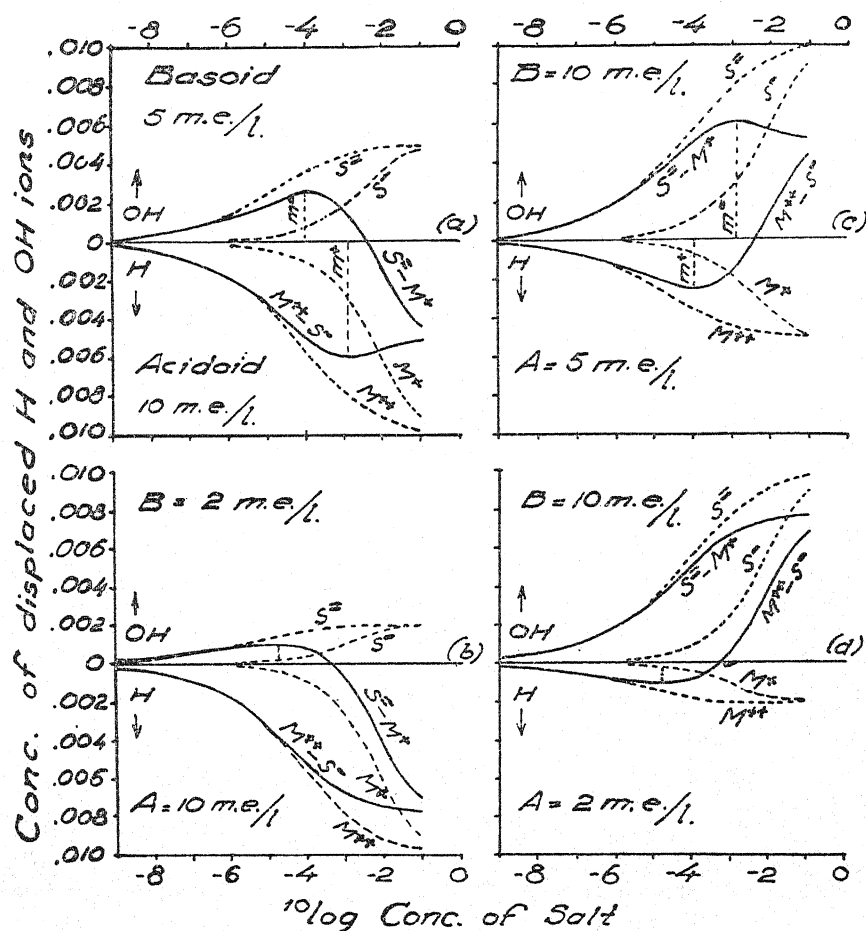 Conc. of displaced H and OH ions
-8 -6 -4 -2 0
-8 -6 -4 -2 0
.010
.008
.006
.004
.002
0
.002
.004
.006
.008
.010
Basoid
5 m.e./l.
OH
H
S=
S-
m=
m+
(a)
S=-M+
M++-S-
M+
M++
Acidoid
10 m.e./l.
B=10 m.e./l.
OH
H
S=
S-
S=-M+
m=
m+
M++-S-
(c)
M+
M++
A=5 m.e./l.
.010
.008
.006
.004
.002
0
.002
.004
.006
.008
.010
B=2 m.e./l.
OH
H
S=
S-
(b)
S=-M+
M++-S-
M+
M++
A=10 m.e./l.
B=10 m.e./l.
OH
H
S=
S=-M+
S-
M++-S-
(d)
M+
M++
A=2 m.e./l.
-8 -6 -4 -2 0
-8 -6 -4 -2 0
10log Conc. of Salt